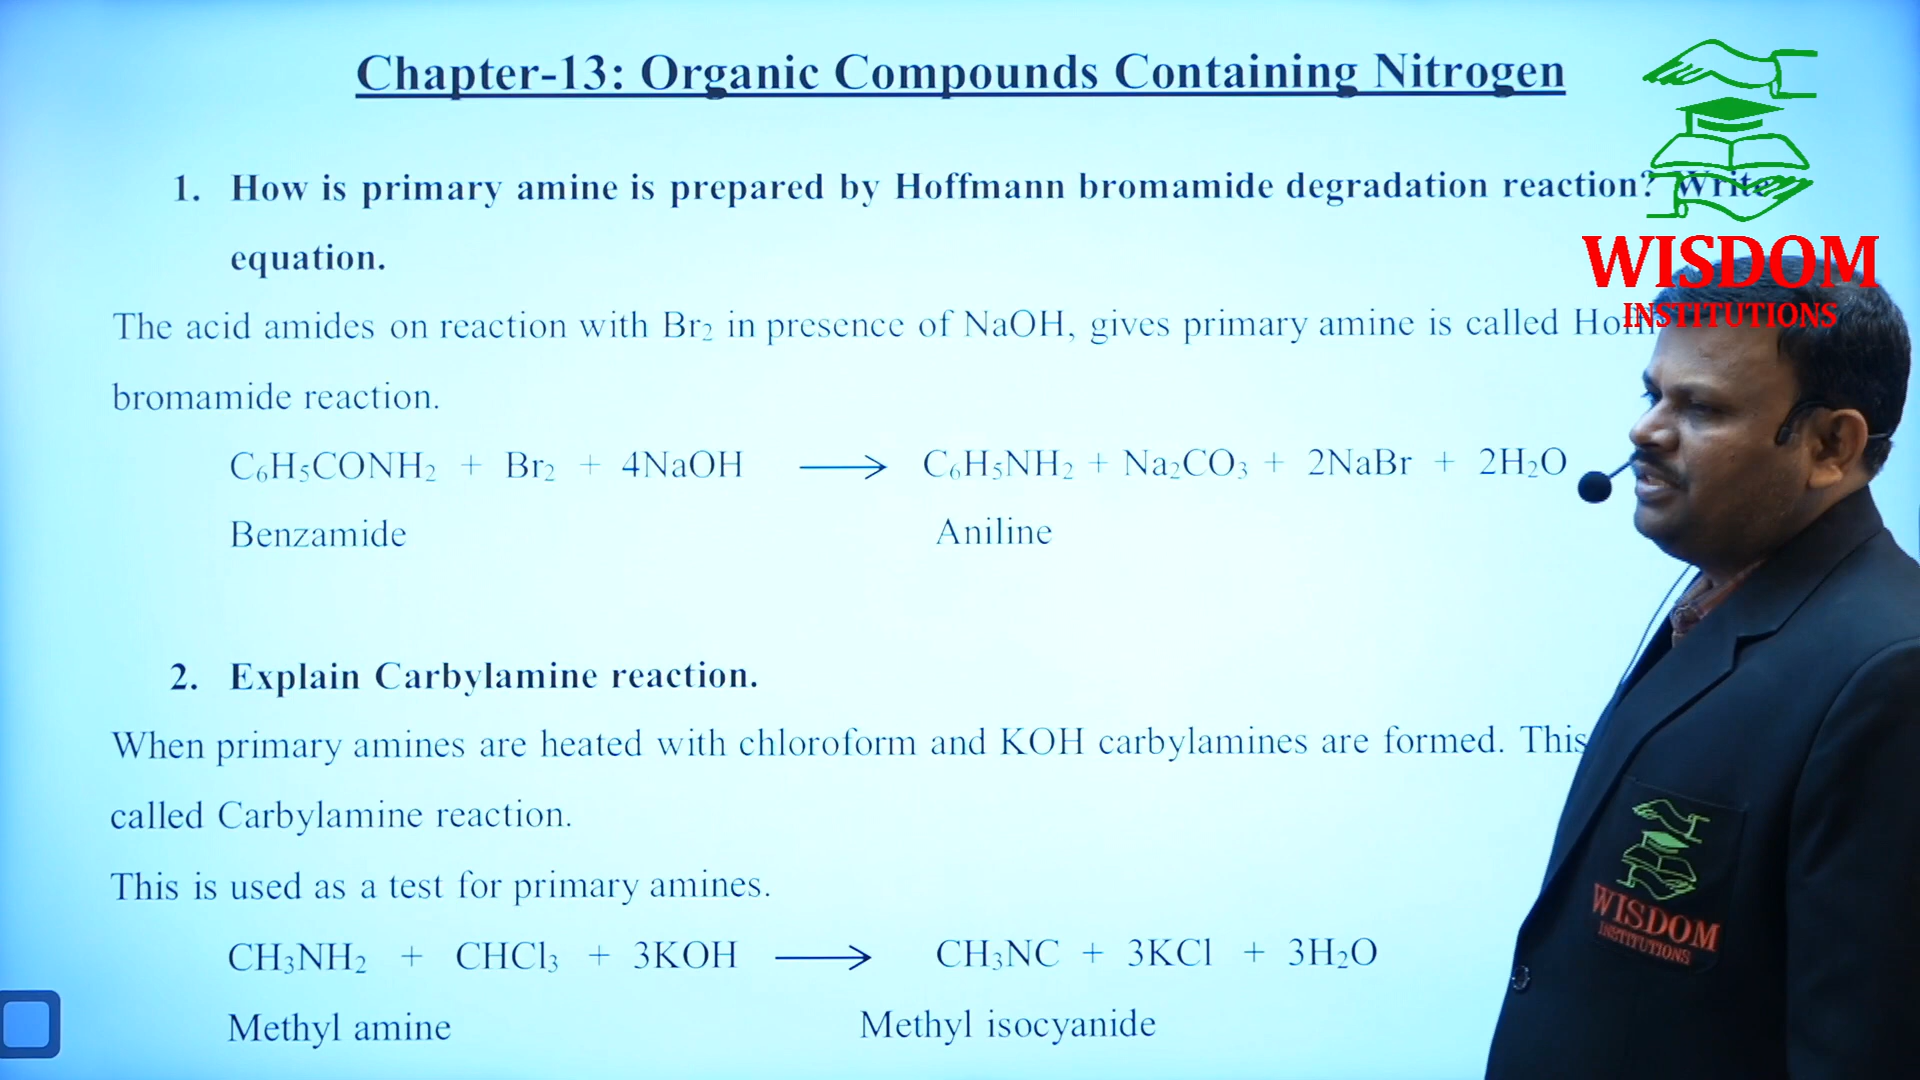 Chapter-13: Organic Compounds Containing Nitrogen
1. How is primary amine is prepared by Hoffmann bromamide degradation reaction? Write
equation.
The acid amides on reaction with Br₂ in presence of NaOH, gives primary amine is called
bromamide reaction.
C₆H₅CONH₂ + Br₂ + 4NaOH ⟶ C₆H₅NH₂ + Na₂CO₃ + 2NaBr + 2H₂O
Benzamide Aniline
2. Explain Carbylamine reaction.
When primary amines are heated with chloroform and KOH carbylamines are formed. This
called Carbylamine reaction.
This is used as a test for primary amines.
CH₃NH₂ + CHCl₃ + 3KOH ⟶ CH₃NC + 3KCl + 3H₂O
Methyl amine Methyl isocyanide
WISDOM
INSTITUTIONS
WISDOM
INSTITUTIONS